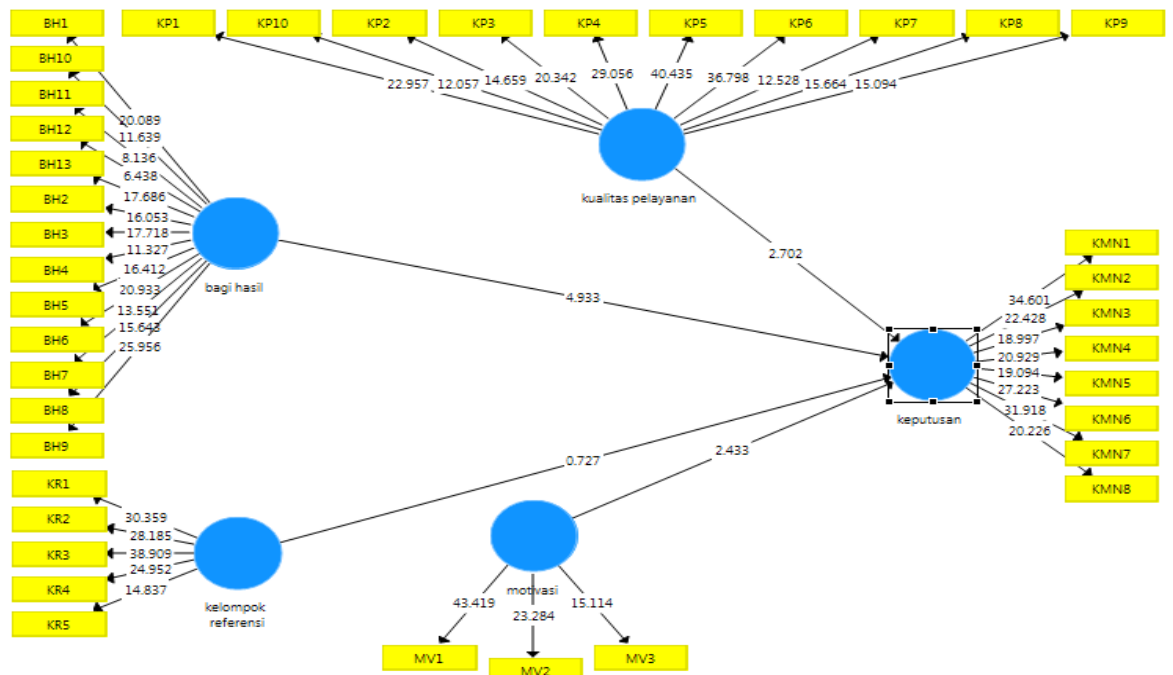 BH1
KP1
KP10
KP2
KP3
KP4
KP5
KP6
KP7
KP8
KP9
BH10
BH11
BH12
BH13
BH2
BH3
BH4
BH5
BH6
BH7
BH8
BH9
22.957
12.057
14.659
20.342
29.056
40.435
36.798
12.528
15.664
15.094
20.089
11.639
8.136
6.438
17.686
16.053
17.718
11.327
16.412
20.933
13.551
15.643
25.956
bagi hasil
kualitas pelayanan
2.702
4.933
0.727
2.433
KMN1
KMN2
KMN3
KMN4
KMN5
KMN6
KMN7
KMN8
34.601
22.428
18.997
20.929
19.094
27.223
31.918
20.226
keputusan
KR1
KR2
KR3
KR4
KR5
30.359
28.185
38.909
24.952
14.837
kelompok
referensi
motivasi
43.419
23.284
15.114
MV1
MV2
MV3